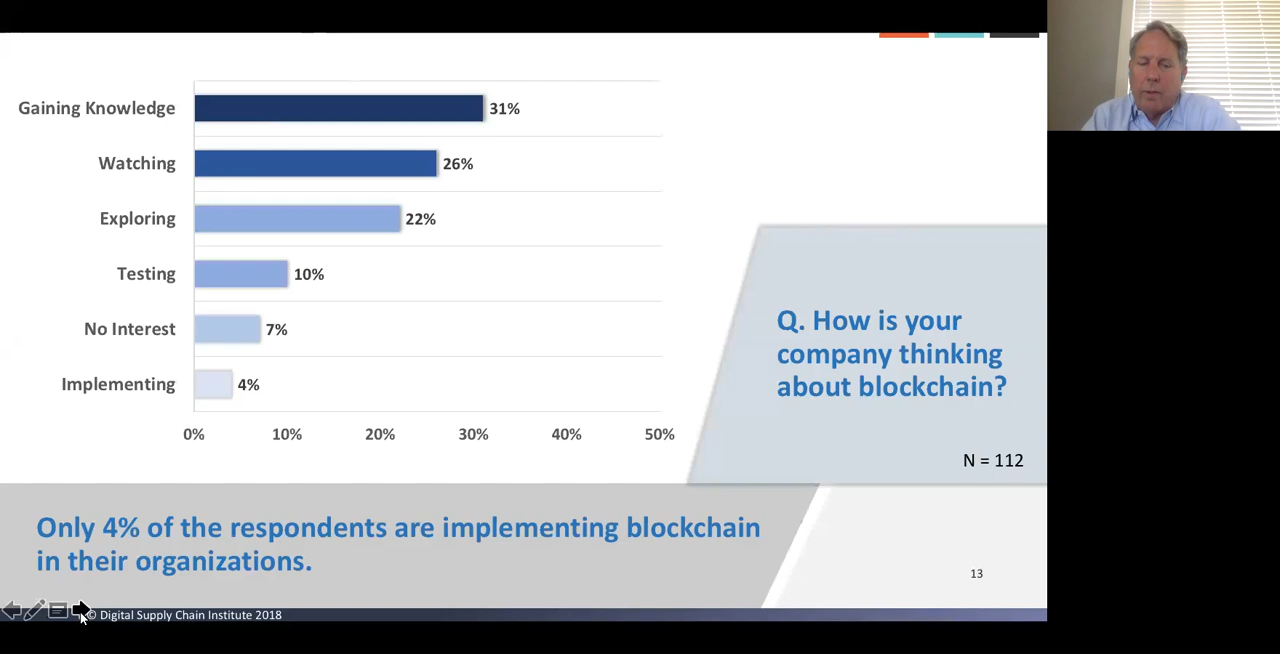 Gaining Knowledge 31%
Watching 26%
Exploring 22%
Testing 10%
No Interest 7%
Implementing 4%
0% 10% 20% 30% 40% 50%
Q. How is your
company thinking
about blockchain?
N = 112
Only 4% of the respondents are implementing blockchain
in their organizations.
13
© Digital Supply Chain Institute 2018